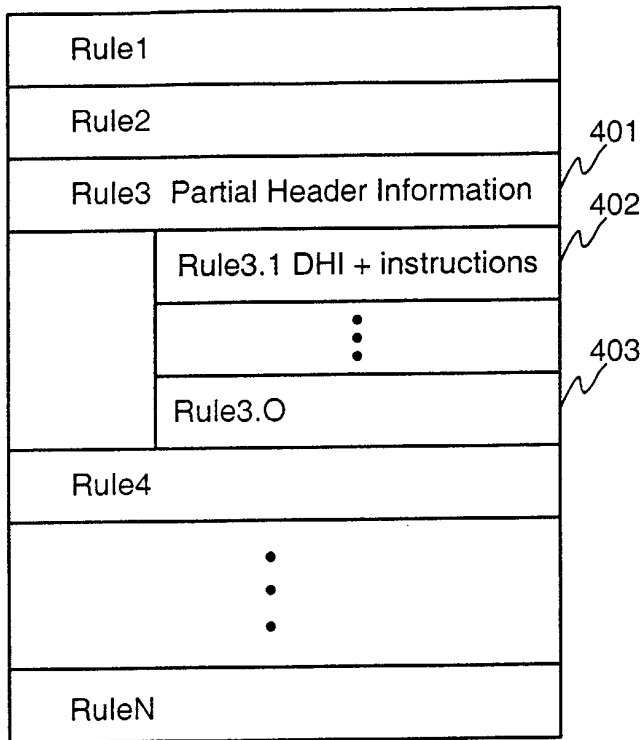 Rule1
Rule2
401
Rule3 Partial Header Information
402
Rule3.1 DHI + instructions
403
Rule3.O
Rule4
RuleN